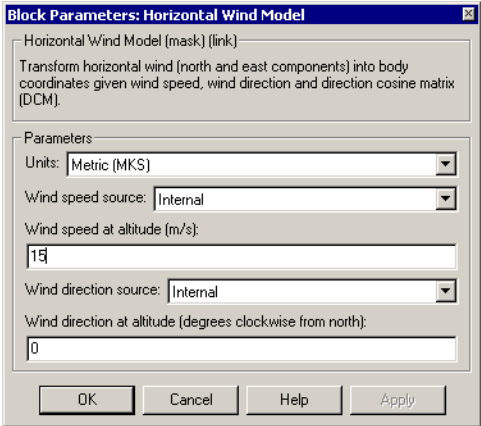 Block Parameters: Horizontal Wind Model
Horizontal Wind Model (mask) (link)
Transform horizontal wind (north and east components) into body
coordinates given wind speed, wind direction and direction cosine matrix
(DCM).
Parameters
Units: Metric (MKS)
Wind speed source: Internal
Wind speed at altitude (m/s):
15
Wind direction source: Internal
Wind direction at altitude (degrees clockwise from north):
0
OK Cancel Help Apply